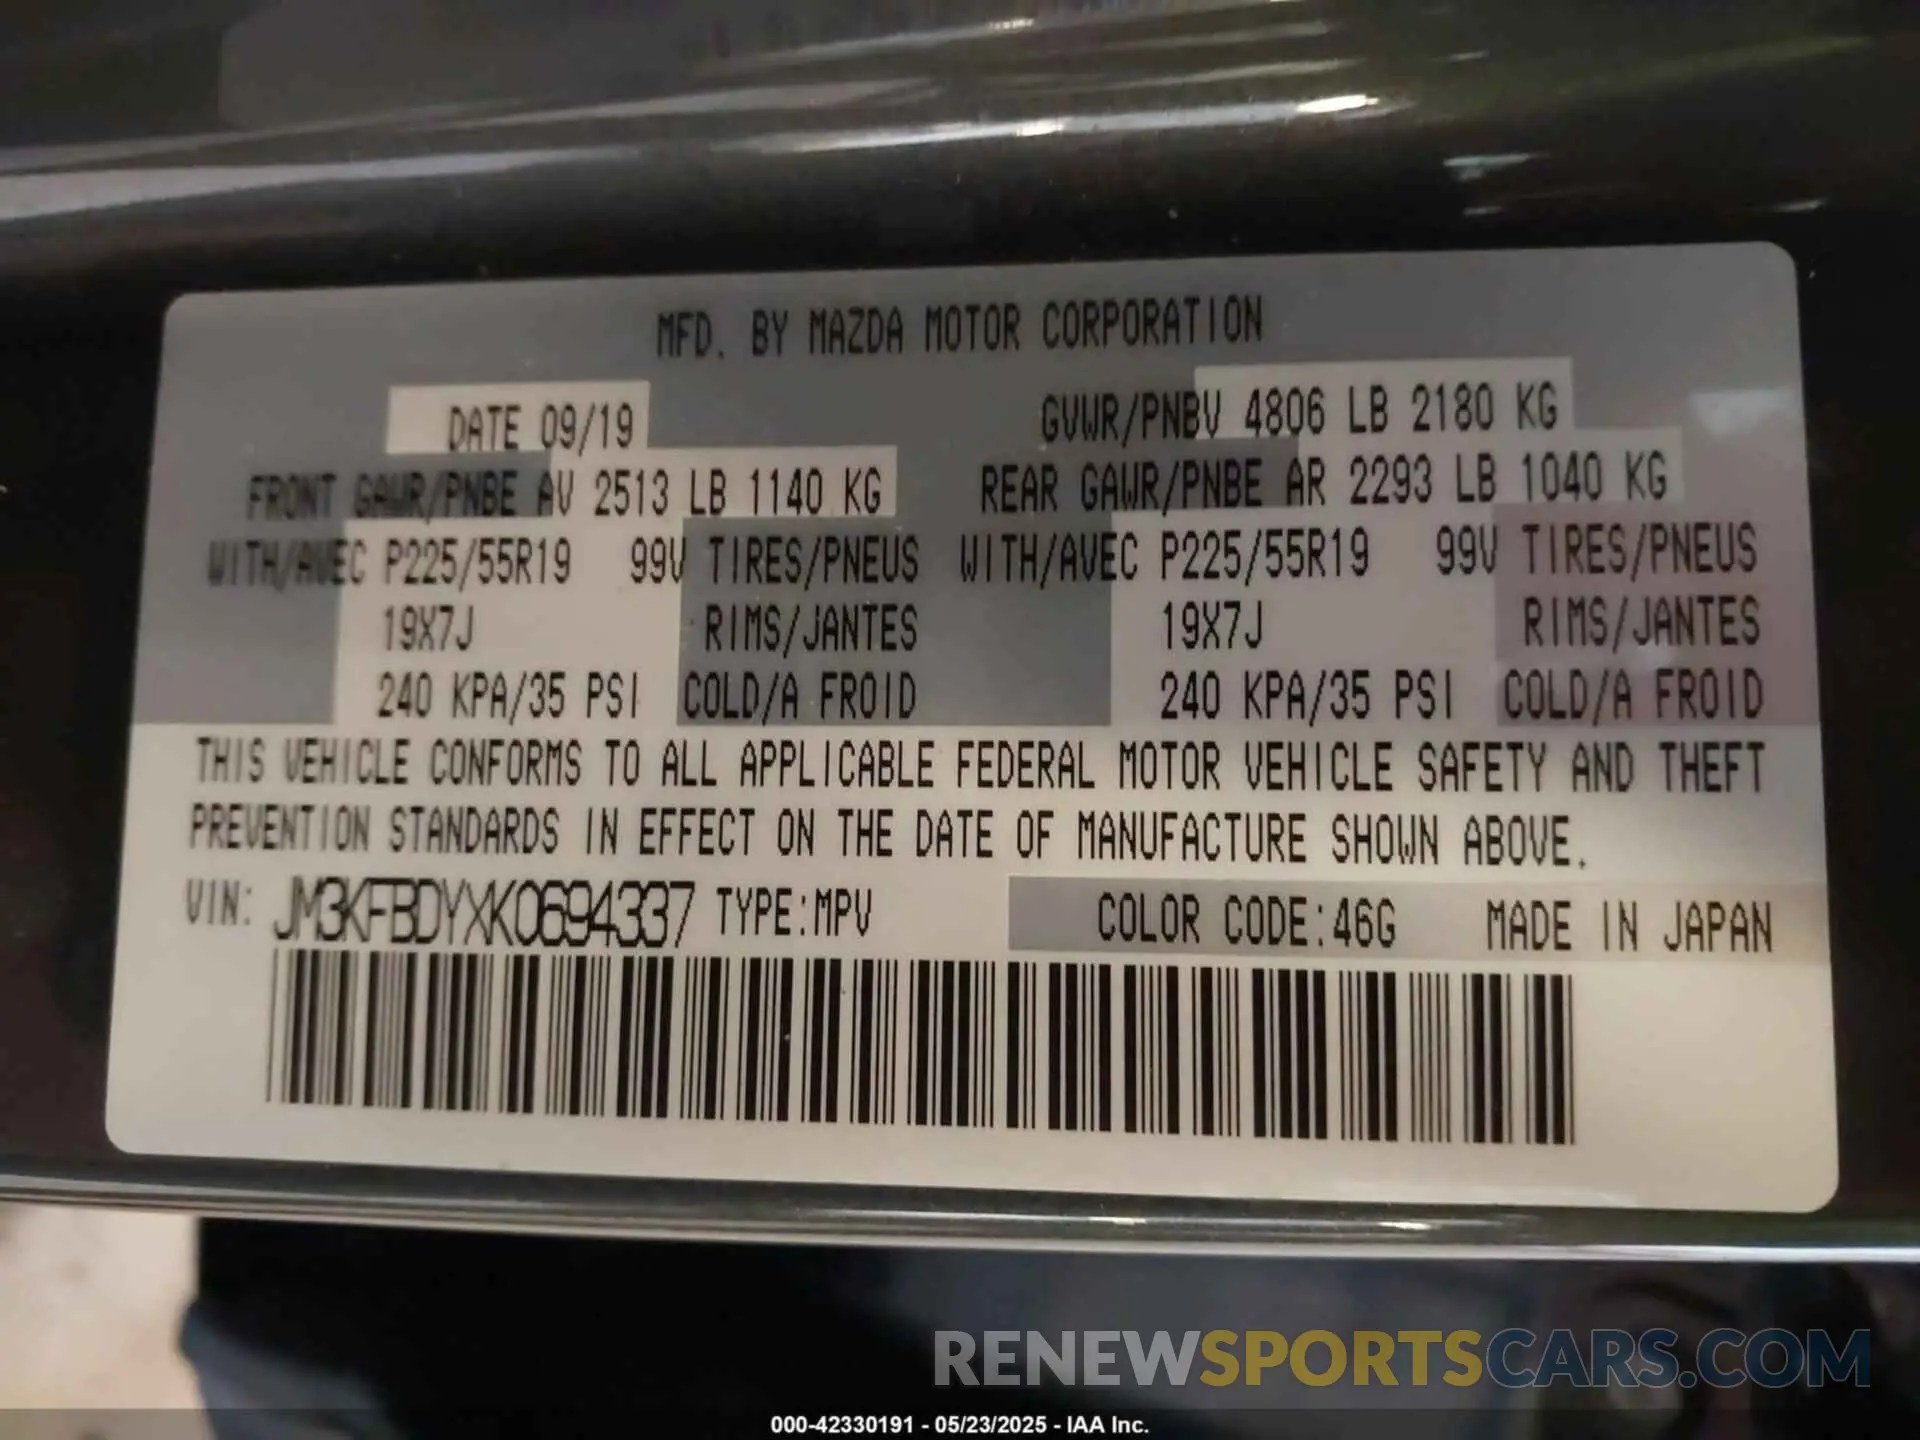 MFD. BY MAZDA MOTOR CORPORATION
DATE 09/19 GVWR/PNBV 4806 LB 2180 KG
FRONT GAWR/PNBE AV 2513 LB 1140 KG REAR GAWR/PNBE AR 2293 LB 1040 KG
WITH/AVEC P225/55R19 99V TIRES/PNEUS WITH/AVEC P225/55R19 99V TIRES/PNEUS
19X7J RIMS/JANTES 19X7J RIMS/JANTES
240 KPA/35 PSI COLD/A FROID 240 KPA/35 PSI COLD/A FROID
THIS VEHICLE CONFORMS TO ALL APPLICABLE FEDERAL MOTOR VEHICLE SAFETY AND THEFT
PREVENTION STANDARDS IN EFFECT ON THE DATE OF MANUFACTURE SHOWN ABOVE.
VIN: JM3KFBDYXK0694337 TYPE:MPV COLOR CODE:46G MADE IN JAPAN
RENEWSPORTSCARS.COM
000-42330191 - 05/23/2025 - IAA Inc.